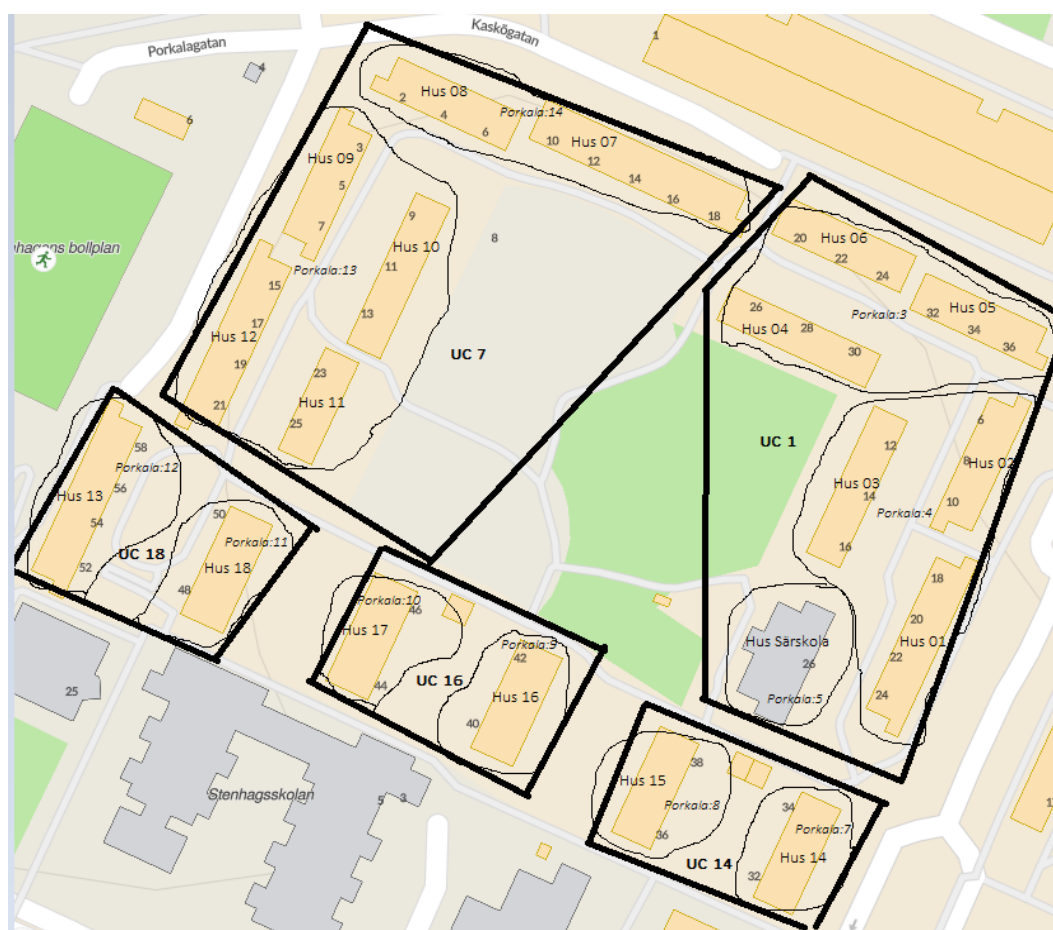 Kaskögatan
Porkalagatan
1
4
6
Hus 08
2
4
6
Porkala:14
Hus 07
10
12
14
16
18
Hus 09
3
5
7
Hus 10
9
11
13
Porkala:13
15
17
Hus 12
19
21
23
Hus 11
25
UC 7
8
nhagens bollplan
20
Hus 06
22
24
Hus 05
32
34
36
Porkala:3
26
Hus 04
28
30
UC 1
12
Hus 03
14
16
6
8
Hus 02
10
Porkala:4
18
20
Hus 01
22
24
Hus Särskola
26
Porkala:5
58
Porkala:12
Hus 13
56
54
52
UC 18
50
Porkala:11
Hus 18
48
Porkala:10
46
Hus 17
44
UC 16
Porkala:9
42
Hus 16
40
38
Hus 15
Porkala:8
36
UC 14
34
Porkala:7
Hus 14
32
25
Stenhagsskolan
5
3